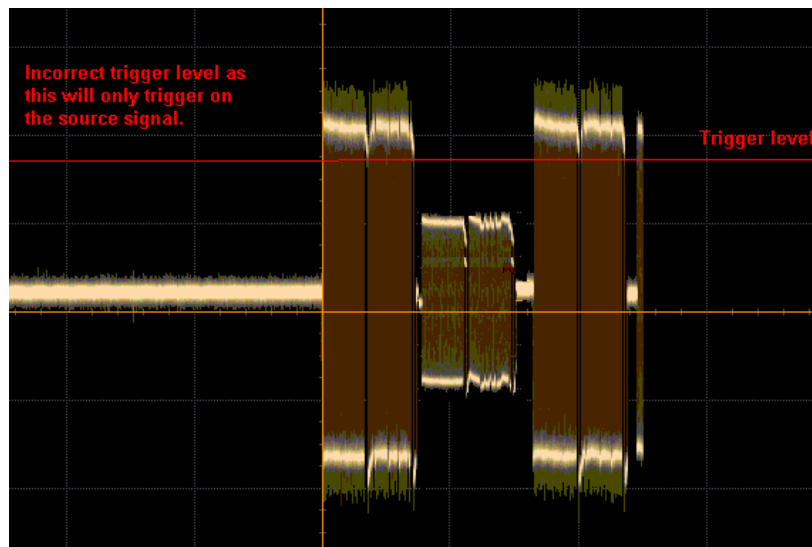 Incorrect trigger level as
this will only trigger on
the source signal.
Trigger level